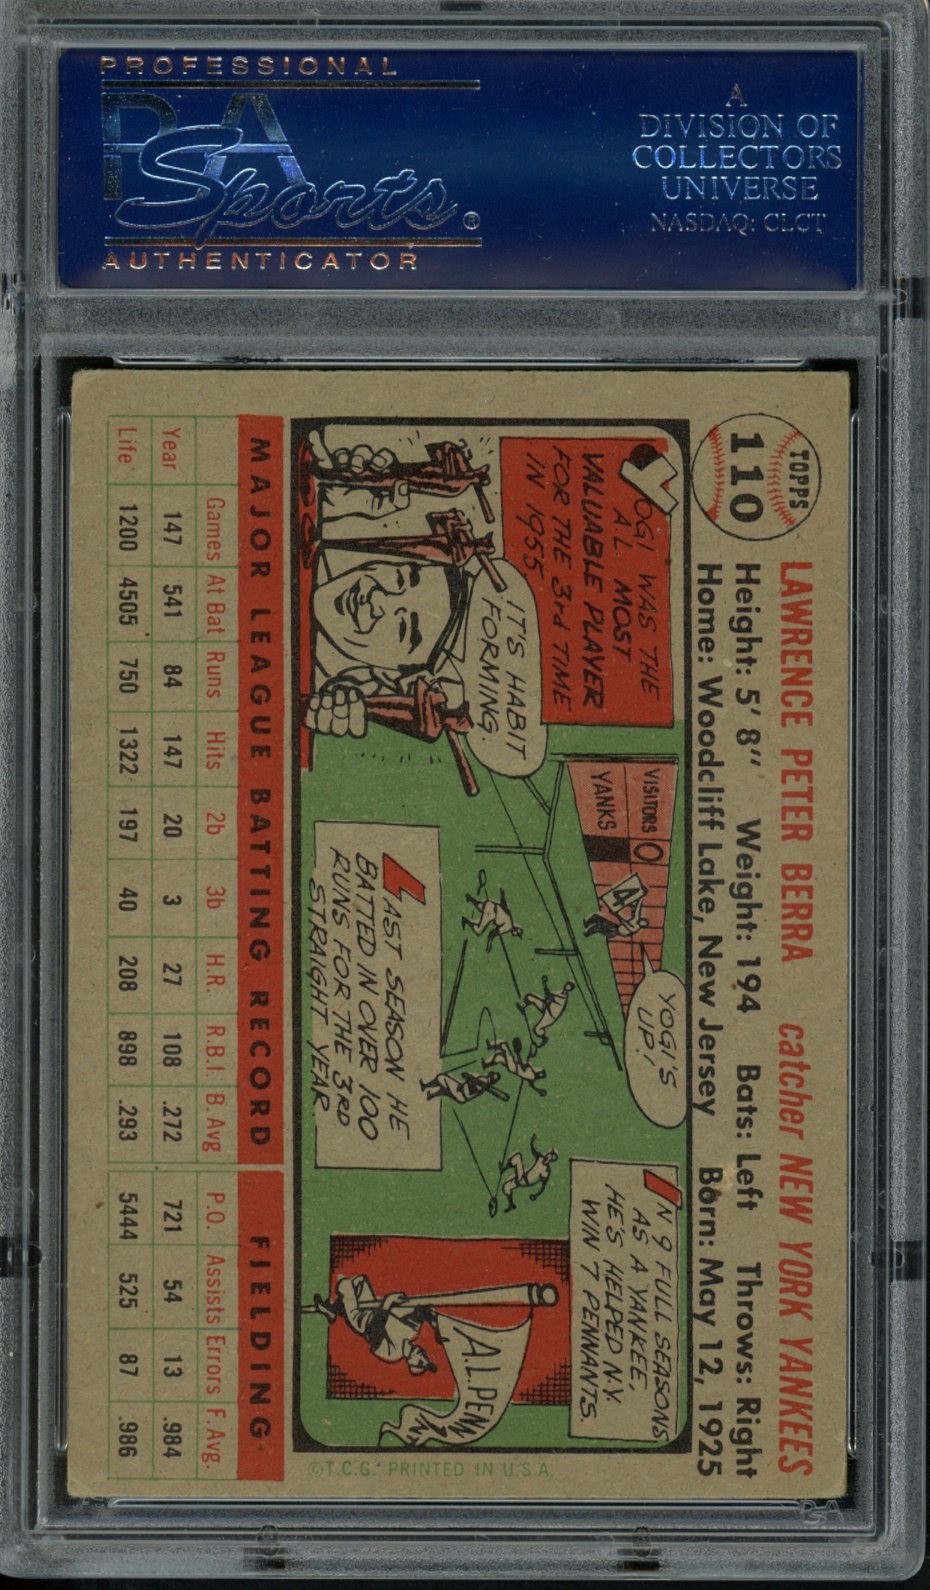 PROFESSIONAL
PSA
Sports®
AUTHENTICATOR
A
DIVISION OF
COLLECTORS
UNIVERSE
NASDAQ: CLCT
TOPPS
110
LAWRENCE PETER BERRA catcher NEW YORK YANKEES
Height: 5' 8" Weight: 194 Bats: Left Throws: Right
Home: Woodcliff Lake, New Jersey Born: May 12, 1925
YOGI WAS THE
A.L. MOST
VALUABLE PLAYER
FOR THE 3rd TIME
IN 1955
IT'S HABIT
FORMING.
VISITORS 0
YANKS
4
YOGI'S
UP!
LAST SEASON HE
BATTED IN OVER 100
RUNS FOR THE 3RD
STRAIGHT YEAR
IN 9 FULL SEASONS
AS A YANKEE,
HE'S HELPED N.Y.
WIN 7 PENNANTS.
A.L. PENN
MAJOR LEAGUE BATTING RECORD FIELDING
Games At Bat Runs Hits 2b 3b H.R. R.B.I. B. Avg P.O. Assists Errors F. Avg.
Year 147 541 84 147 20 3 27 108 .272 721 54 13 .984
Life 1200 4505 750 1322 197 40 208 898 .293 5444 525 87 .986
©T.C.G. PRINTED IN U.S.A.
PSA